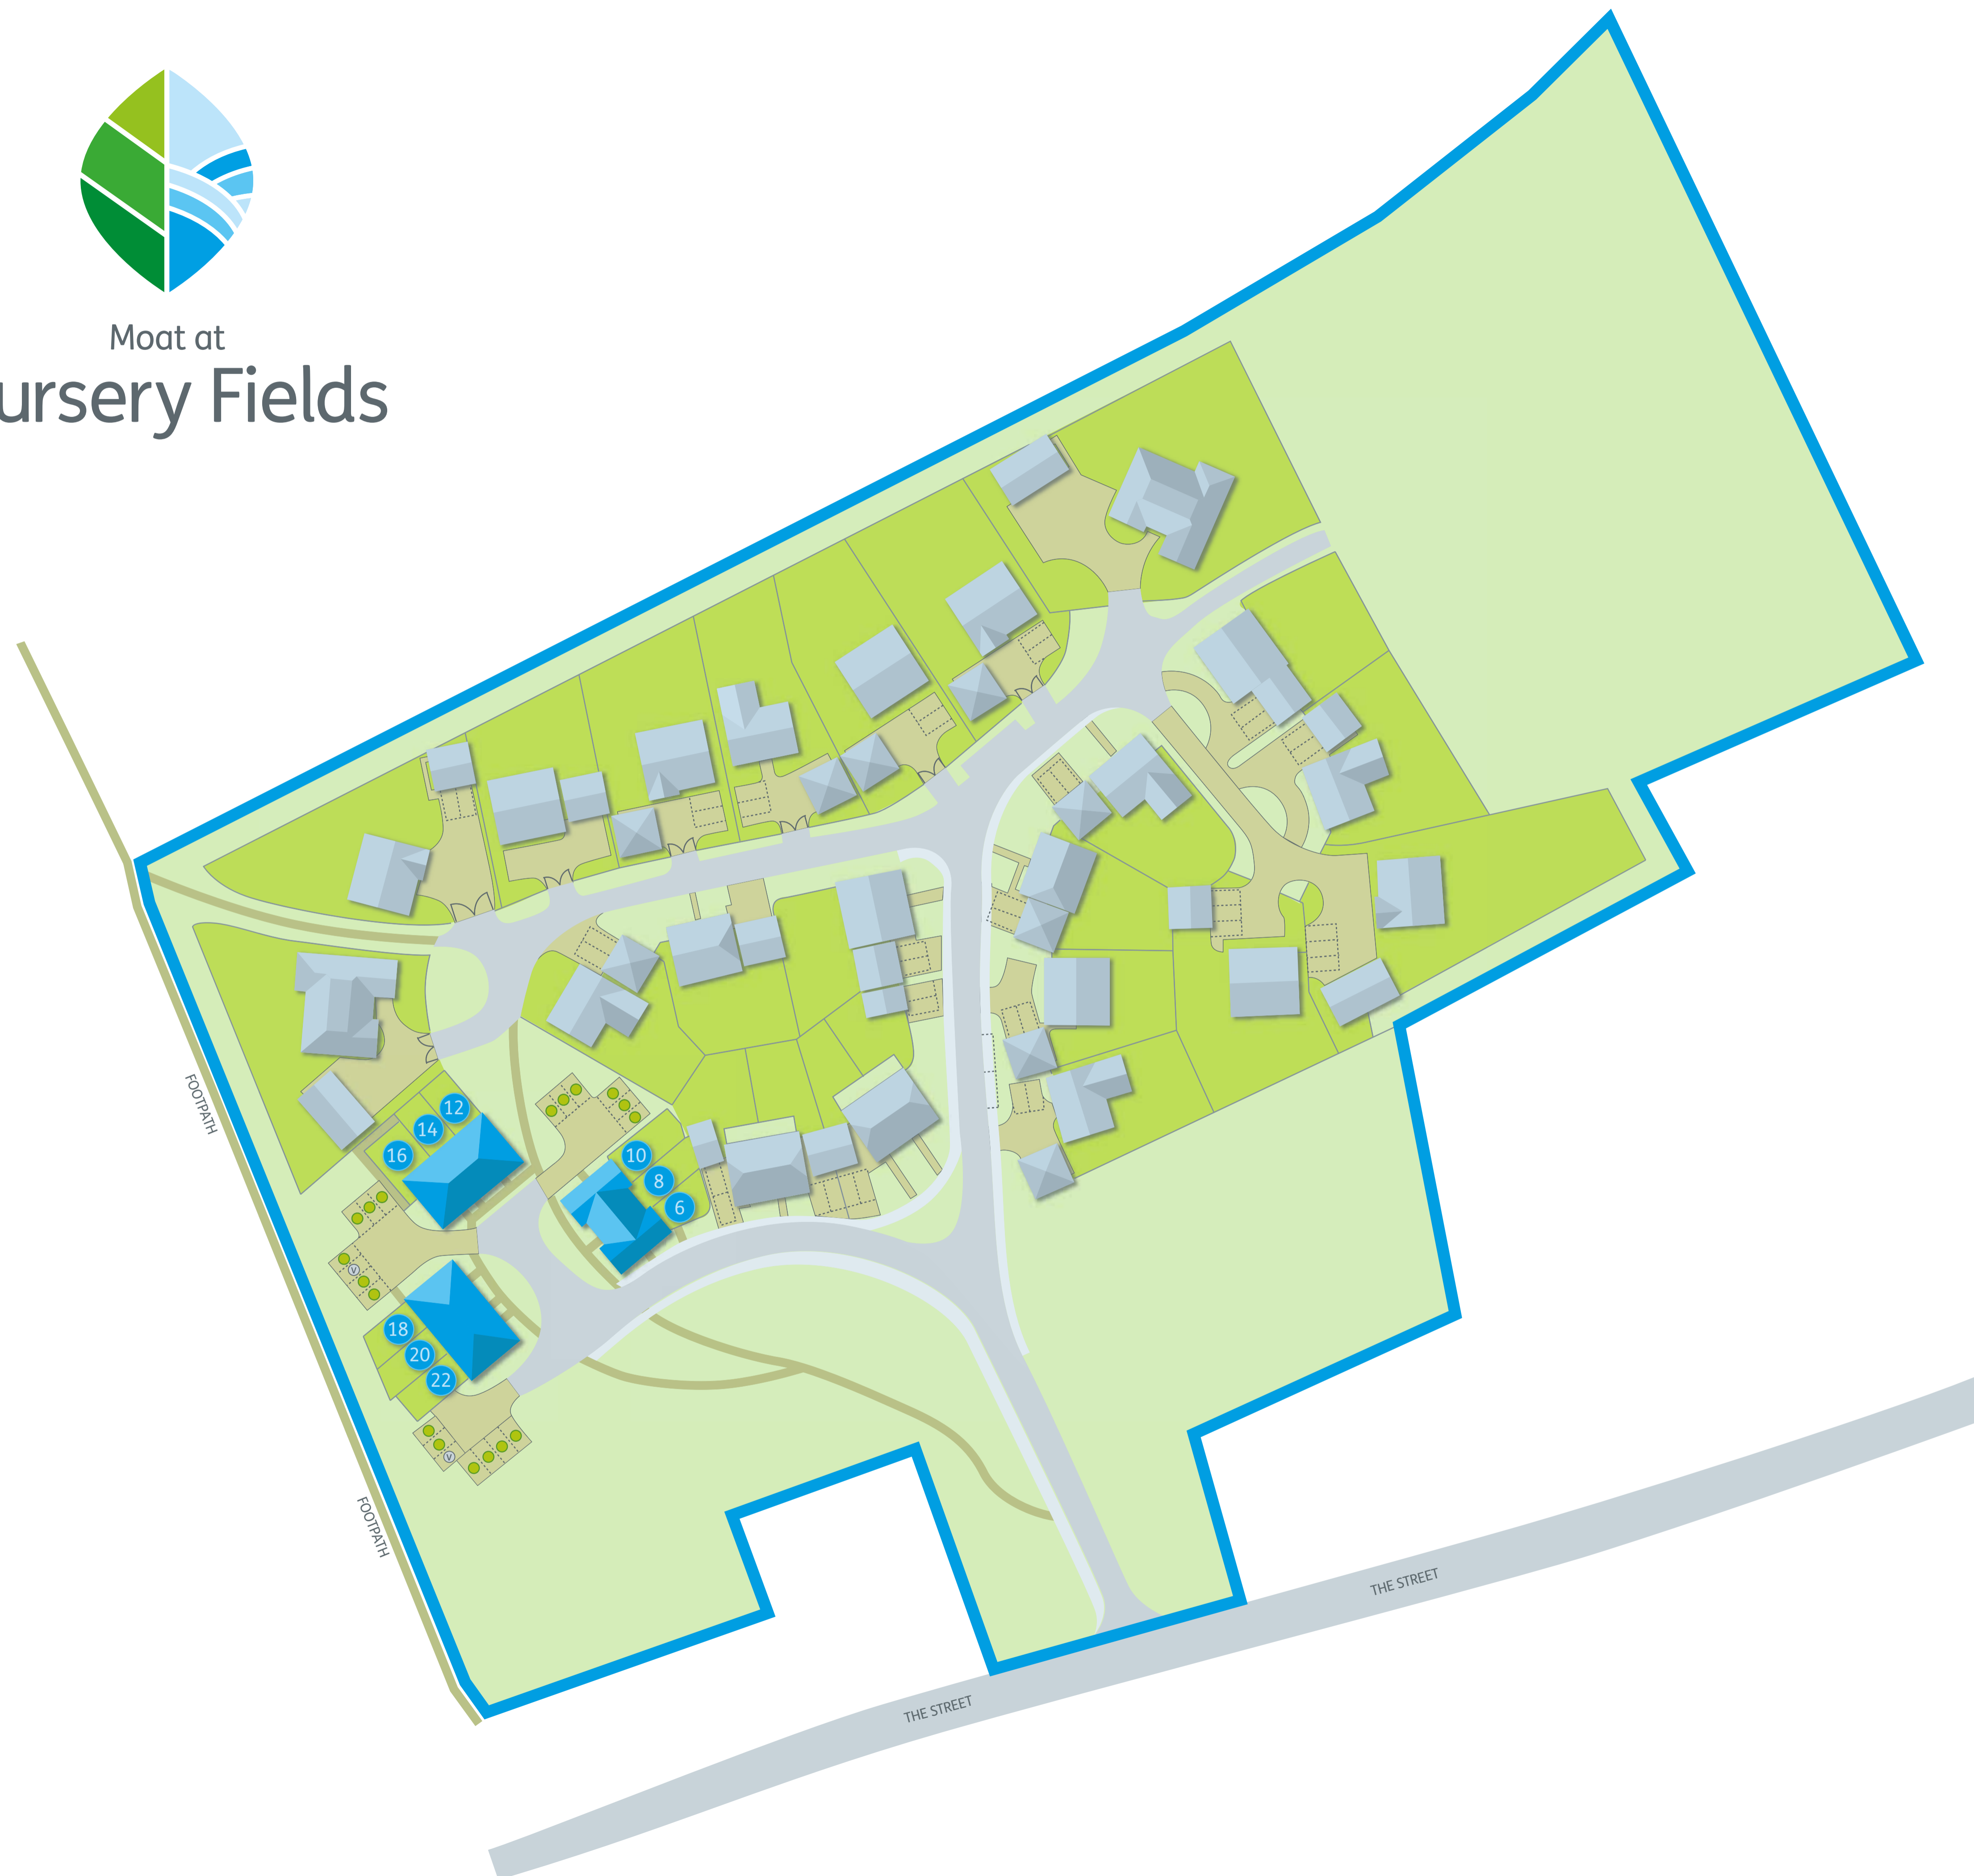 Moat at
ursery Fields
FOOTPATH
12
14
16
10
8
6
18
20
22
V
V
FOOTPATH
THE STREET
THE STREET